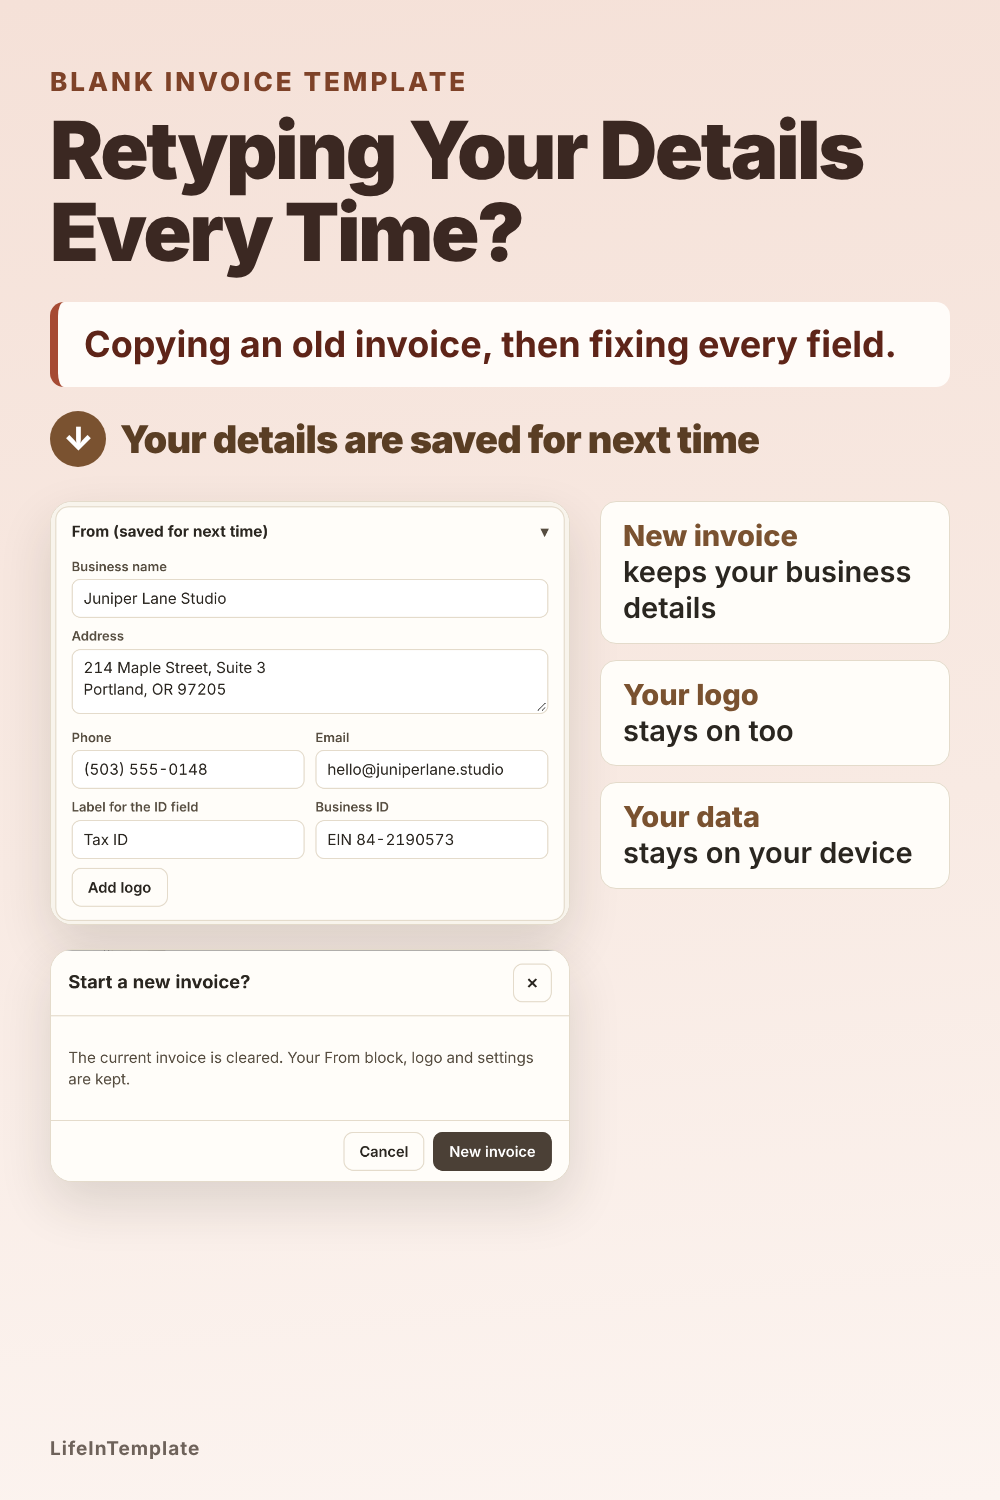 BLANK INVOICE TEMPLATE
Retyping Your Details
Every Time?
Copying an old invoice, then fixing every field.
Your details are saved for next time
From (saved for next time)
Business name
Juniper Lane Studio
Address
214 Maple Street, Suite 3
Portland, OR 97205
Phone
Email
(503) 555-0148
hello@juniperlane.studio
Label for the ID field
Business ID
Tax ID
EIN 84-2190573
Add logo
New invoice
keeps your business
details
Your logo
stays on too
Your data
stays on your device
Start a new invoice?
The current invoice is cleared. Your From block, logo and settings
are kept.
Cancel
New invoice
LifeInTemplate